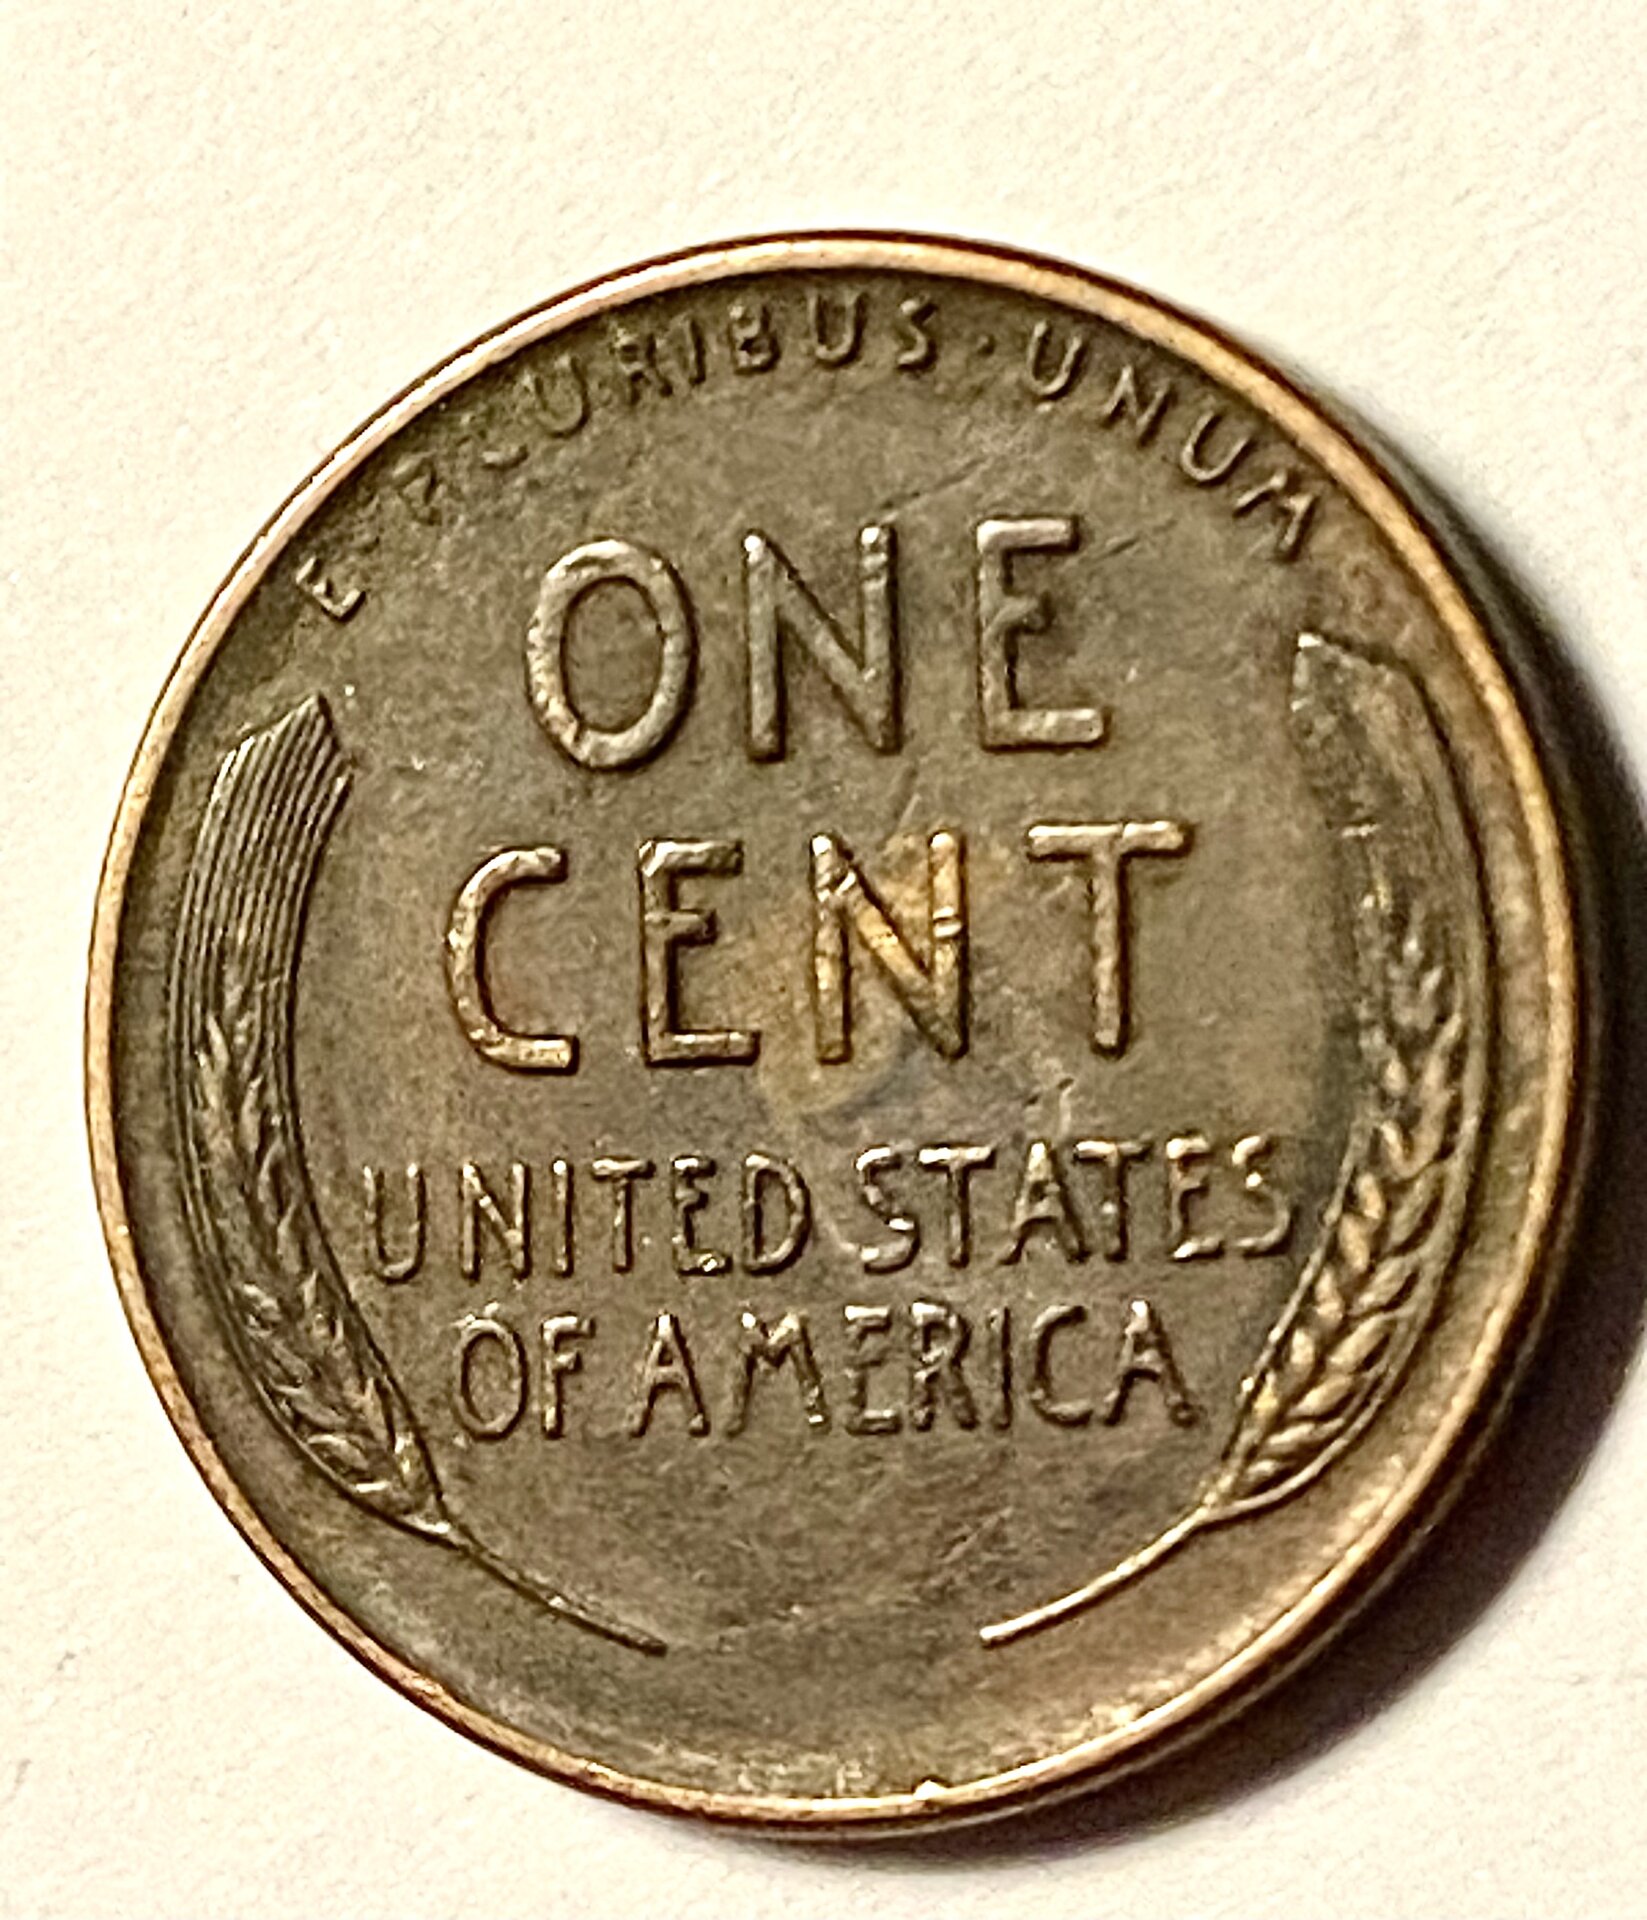 E · PLURIBUS · UNUM
ONE
CENT
UNITED STATES
OF AMERICA